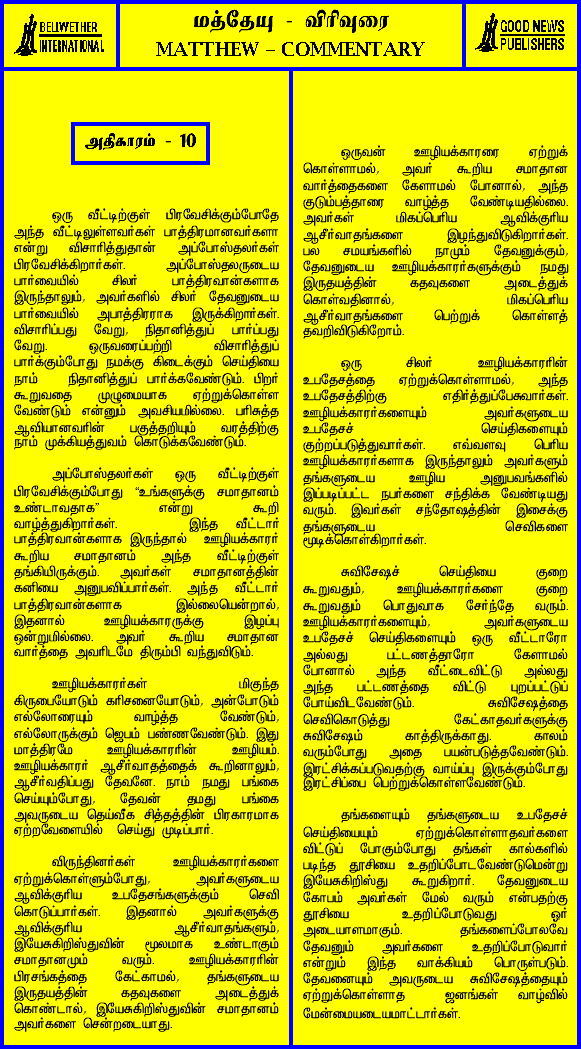 BELIWETHER
INTERNATIONAL
மத்தேயு - விரிவுரை
MATTHEW – COMMENTARY
GOOD NEWS
PUBLISHERS
அதிகாரம் - 10
ஒரு வீட்டிற்குள் பிரவேசிக்கும்போதே
அந்த வீட்டிலுள்ளவர்கள் பாத்திரமானவர்களா
என்று விசாரித்துதான் அப்போஸ்தலர்கள்
பிரவேசிக்கிறார்கள். அப்போஸ்தலருடைய
பார்வையில் சிலர் பாத்திரவான்களாக
இருந்தாலும், அவர்களில் சிலர் தேவனுடைய
பார்வையில் அபாத்திரராக இருக்கிறார்கள்.
விசாரிப்பது வேறு, நிதானித்துப் பார்ப்பது
வேறு. ஒருவரைப்பற்றி விசாரித்துப்
பார்க்கும்போது நமக்கு கிடைக்கும் செய்தியை
நாம் நிதானித்துப் பார்க்கவேண்டும். பிறர்
கூறுவதை முழுமையாக ஏற்றுக்கொள்ள
வேண்டும் என்னும் அவசியமில்லை. பரிசுத்த
ஆவியானவரின் பகுத்தறியும் வரத்திற்கு
நாம் முக்கியத்துவம் கொடுக்கவேண்டும்.
அப்போஸ்தலர்கள் ஒரு வீட்டிற்குள்
பிரவேசிக்கும்போது "உங்களுக்கு சமாதானம்
உண்டாவதாக" என்று கூறி
வாழ்த்துகிறார்கள். இந்த வீட்டார்
பாத்திரவான்களாக இருந்தால் ஊழியக்காரர்
கூறிய சமாதானம் அந்த வீட்டிற்குள்
தங்கியிருக்கும். அவர்கள் சமாதானத்தின்
கனியை அனுபவிப்பார்கள். அந்த வீட்டார்
பாத்திரவான்களாக இல்லையென்றால்,
இதனால் ஊழியக்காரருக்கு இழப்பு
ஒன்றுமில்லை. அவர் கூறிய சமாதான
வார்த்தை அவரிடமே திரும்பி வந்துவிடும்.
ஊழியக்காரர்கள் மிகுந்த
கிருபையோடும் கரிசனையோடும், அன்போடும்
எல்லோரையும் வாழ்த்த வேண்டும்,
எல்லோருக்கும் ஜெபம் பண்ணவேண்டும். இது
மாத்திரமே ஊழியக்காரரின் ஊழியம்.
ஊழியக்காரர் ஆசீர்வாதத்தைக் கூறினாலும்,
ஆசீர்வதிப்பது தேவனே. நாம் நமது பங்கை
செய்யும்போது, தேவன் தமது பங்கை
அவருடைய தெய்வீக சித்தத்தின் பிரகாரமாக
ஏற்றவேளையில் செய்து முடிப்பார்.
விருந்தினர்கள் ஊழியக்காரர்களை
ஏற்றுக்கொள்ளும்போது, அவர்களுடைய
ஆவிக்குரிய உபதேசங்களுக்கும் செவி
கொடுப்பார்கள். இதனால் அவர்களுக்கு
ஆவிக்குரிய ஆசீர்வாதங்களும்,
இயேசுகிறிஸ்துவின் மூலமாக உண்டாகும்
சமாதானமும் வரும். ஊழியக்காரரின்
பிரசங்கத்தை கேட்காமல், தங்களுடைய
இருதயத்தின் கதவுகளை அடைத்துக்
கொண்டால், இயேசுகிறிஸ்துவின் சமாதானம்
அவர்களை சென்றடையாது.
ஒருவன் ஊழியக்காரரை ஏற்றுக்
கொள்ளாமல், அவர் கூறிய சமாதான
வார்த்தைகளை கேளாமல் போனால், அந்த
குடும்பத்தாரை வாழ்த்த வேண்டியதில்லை.
அவர்கள் மிகப்பெரிய ஆவிக்குரிய
ஆசீர்வாதங்களை இழந்துவிடுகிறார்கள்.
பல சமயங்களில் நாமும் தேவனுக்கும்,
தேவனுடைய ஊழியக்காரர்களுக்கும் நமது
இருதயத்தின் கதவுகளை அடைத்துக்
கொள்வதினால், மிகப்பெரிய
ஆசீர்வாதங்களை பெற்றுக் கொள்ளத்
தவறிவிடுகிறோம்.
ஒரு சிலர் ஊழியக்காரரின்
உபதேசத்தை ஏற்றுக்கொள்ளாமல், அந்த
உபதேசத்திற்கு எதிர்த்துப்பேசுவார்கள்.
ஊழியக்காரர்களையும் அவர்களுடைய
உபதேசச் செய்திகளையும்
குற்றப்படுத்துவார்கள். எவ்வளவு பெரிய
ஊழியக்காரர்களாக இருந்தாலும் அவர்களும்
தங்களுடைய ஊழிய அனுபவங்களில்
இப்படிப்பட்ட நபர்களை சந்திக்க வேண்டியது
வரும். இவர்கள் சந்தோஷத்தின் இசைக்கு
தங்களுடைய செவிகளை
மூடிக்கொள்கிறார்கள்.
சுவிசேஷச் செய்தியை குறை
கூறுவதும், ஊழியக்காரர்களை குறை
கூறுவதும் பொதுவாக சேர்ந்தே வரும்.
ஊழியக்காரர்களையும், அவர்களுடைய
உபதேசச் செய்திகளையும் ஒரு வீட்டாரோ
அல்லது பட்டணத்தாரோ கேளாமல்
போனால் அந்த வீட்டைவிட்டு அல்லது
அந்த பட்டணத்தை விட்டு புறப்பட்டுப்
போய்விடவேண்டும். சுவிசேஷத்தை
செவிகொடுத்து கேட்காதவர்களுக்கு
சுவிசேஷம் காத்திருக்காது. காலம்
வரும்போது அதை பயன்படுத்தவேண்டும்.
இரட்சிக்கப்படுவதற்கு வாய்ப்பு இருக்கும்போது
இரட்சிப்பை பெற்றுக்கொள்ளவேண்டும்.
தங்களையும் தங்களுடைய உபதேசச்
செய்தியையும் ஏற்றுக்கொள்ளாதவர்களை
விட்டுப் போகும்போது தங்கள் கால்களில்
படிந்த தூசியை உதறிப்போடவேண்டுமென்று
இயேசுகிறிஸ்து கூறுகிறார். தேவனுடைய
கோபம் அவர்கள் மேல் வரும் என்பதற்கு
தூசியை உதறிப்போடுவது ஓர்
அடையாளமாகும். தங்களைப்போலவே
தேவனும் அவர்களை உதறிப்போடுவார்
என்றும் இந்த வாக்கியம் பொருள்படும்.
தேவனையும் அவருடைய சுவிசேஷத்தையும்
ஏற்றுக்கொள்ளாத ஜனங்கள் வாழ்வில்
மேன்மையடையமாட்டார்கள்.